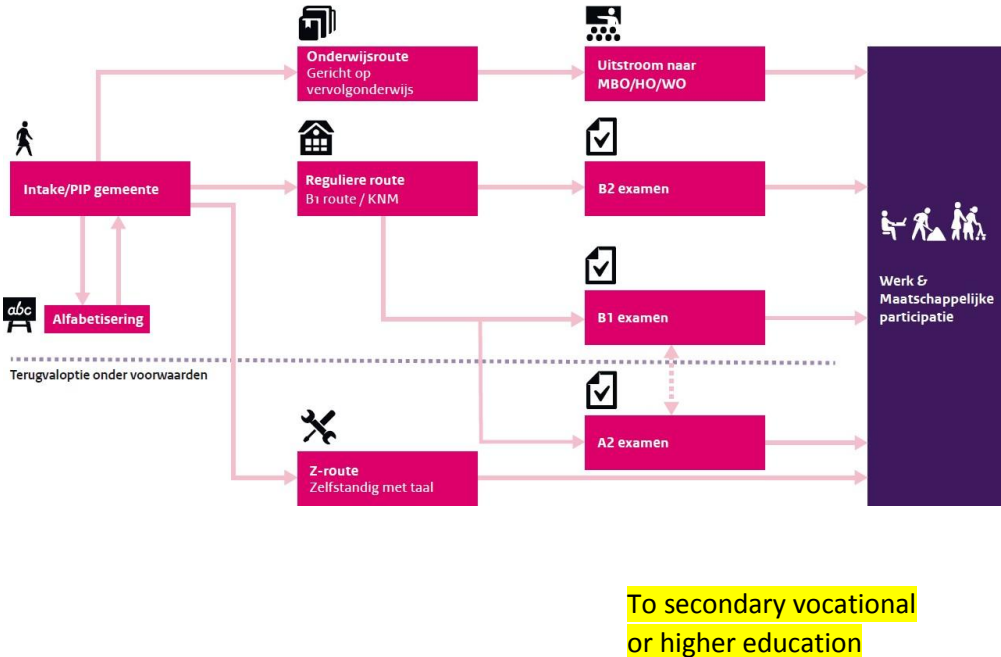 Onderwijsroute
Gericht op
vervolgonderwijs
Uitstroom naar
MBO/HO/WO
Intake/PIP gemeente
Reguliere route
B1 route / KNM
B2 examen
abc
Alfabetisering
B1 examen
Werk &
Maatschappelijke
participatie
Terugvaloptie onder voorwaarden
A2 examen
Z-route
Zelfstandig met taal
To secondary vocational
or higher education